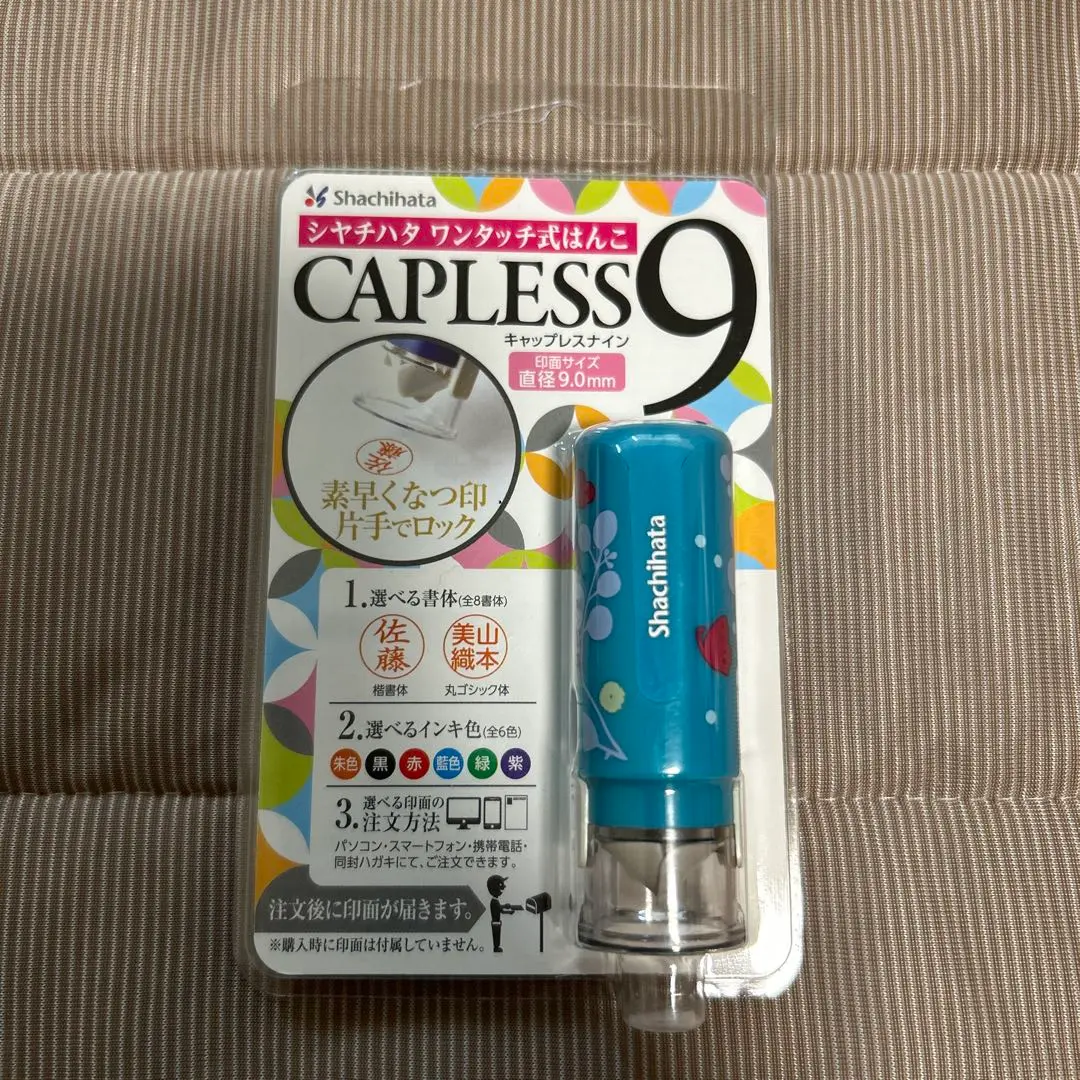 Shachihata
シヤチハタ ワンタッチ式はんこ
CAPLESS9
キャップレスナイン
印面サイズ
直径9.0mm
佐藤
素早くなつ印
片手でロック
Shachihata
1.選べる書体(全8書体)
佐藤
楷書体
美織山本
丸ゴシック体
2.選べるインキ色(全6色)
朱色 黒 赤 藍色 緑 紫
3.選べる印面の
注文方法
パソコン・スマートフォン・携帯電話・
同封ハガキにて、ご注文できます。
注文後に印面が届きます。
※購入時に印面は付属していません。